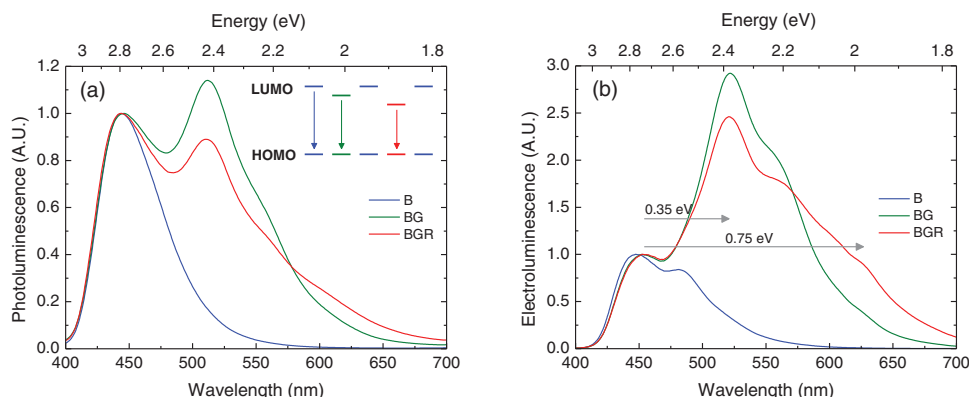 Energy (eV)
3 2.8 2.6 2.4 2.2 2 1.8
1.2
1.0
0.8
0.6
0.4
0.2
0.0
Photoluminescence (A.U.)
(a)
LUMO
HOMO
B
BG
BGR
400 450 500 550 600 650 700
Wavelength (nm)
Energy (eV)
3 2.8 2.6 2.4 2.2 2 1.8
3.0
2.5
2.0
1.5
1.0
0.5
0.0
Electroluminescence (A.U.)
(b)
0.35 eV
0.75 eV
B
BG
BGR
400 450 500 550 600 650 700
Wavelength (nm)